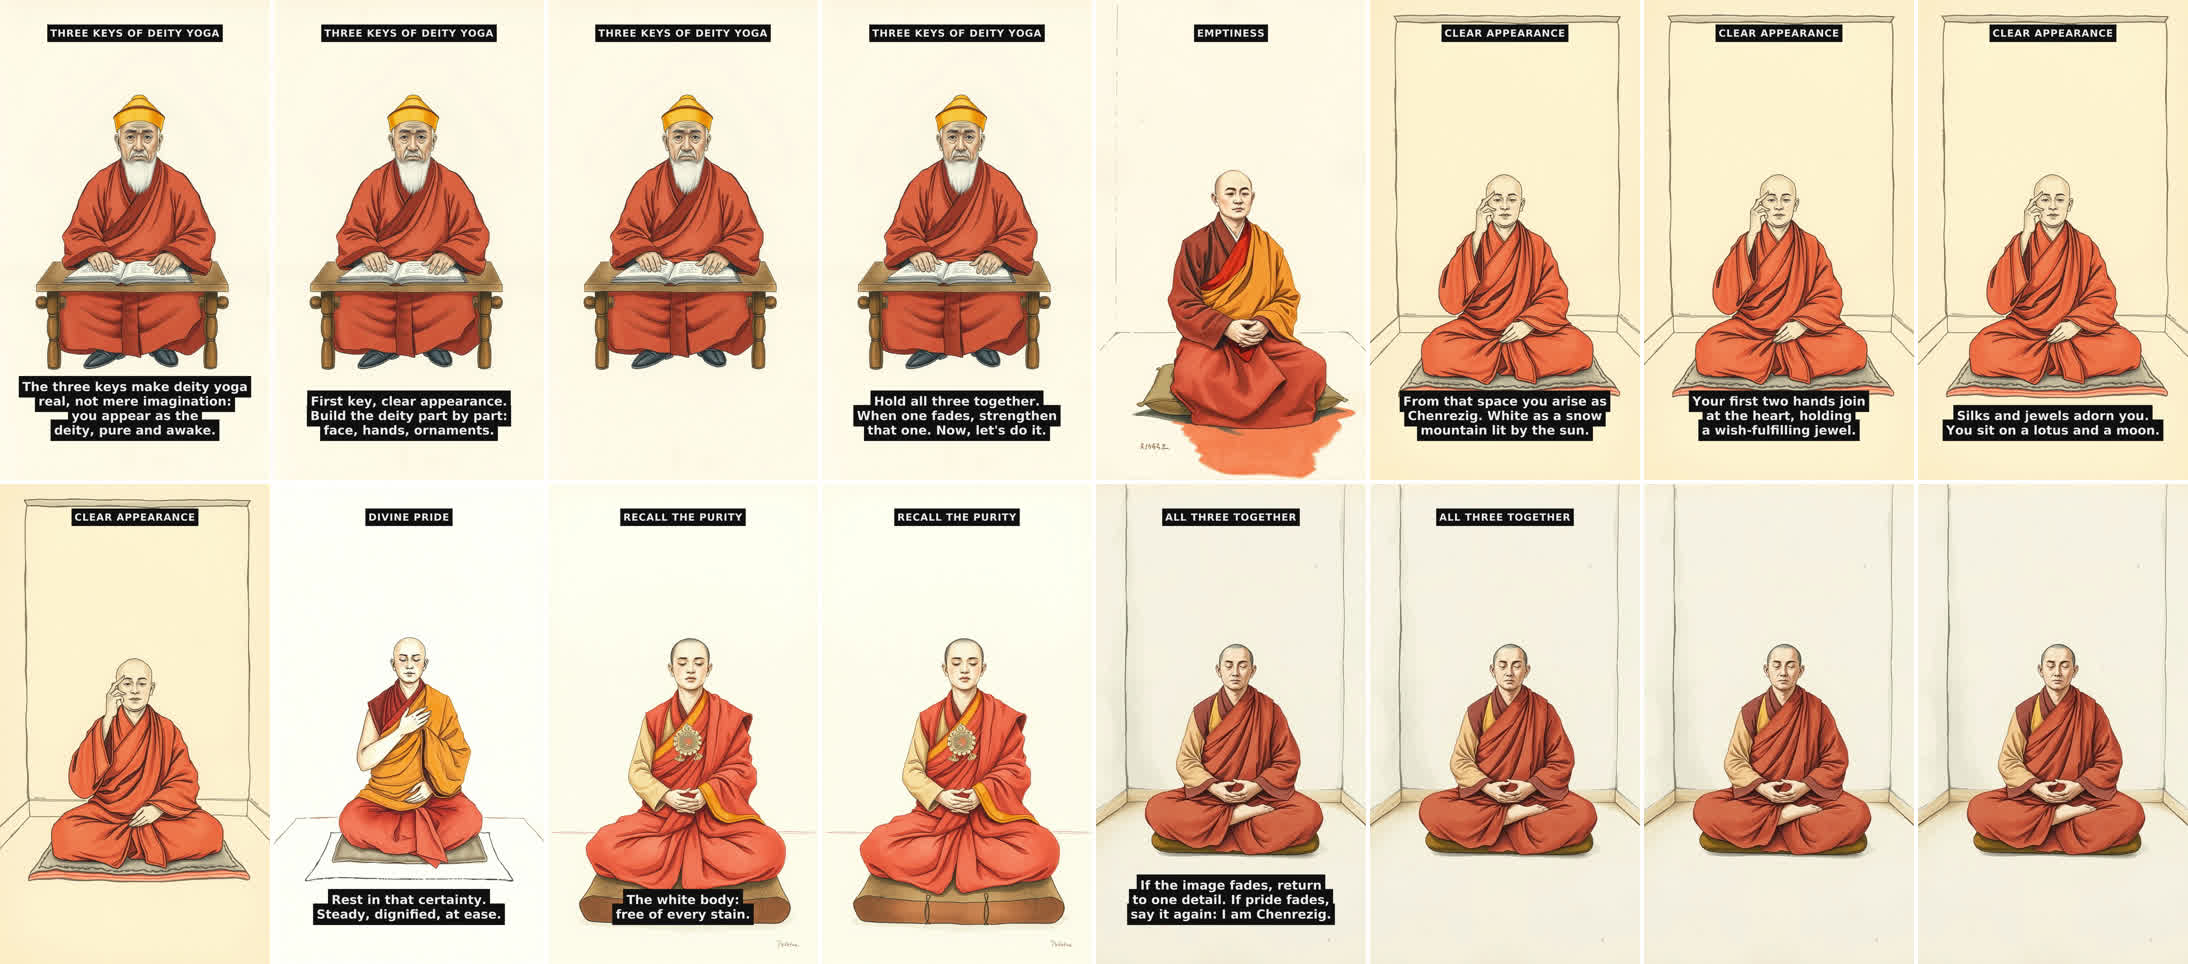 THREE KEYS OF DEITY YOGA
The three keys make deity yoga
real, not mere imagination:
you appear as the
deity, pure and awake.
THREE KEYS OF DEITY YOGA
First key, clear appearance.
Build the deity part by part:
face, hands, ornaments.
THREE KEYS OF DEITY YOGA
THREE KEYS OF DEITY YOGA
Hold all three together.
When one fades, strengthen
that one. Now, let's do it.
EMPTINESS
CLEAR APPEARANCE
From that space you arise as
Chenrezig. White as a snow
mountain lit by the sun.
CLEAR APPEARANCE
Your first two hands join
at the heart, holding
a wish-fulfilling jewel.
CLEAR APPEARANCE
Silks and jewels adorn you.
You sit on a lotus and a moon.
CLEAR APPEARANCE
DIVINE PRIDE
Rest in that certainty.
Steady, dignified, at ease.
RECALL THE PURITY
The white body:
free of every stain.
RECALL THE PURITY
ALL THREE TOGETHER
If the image fades, return
to one detail. If pride fades,
say it again: I am Chenrezig.
ALL THREE TOGETHER